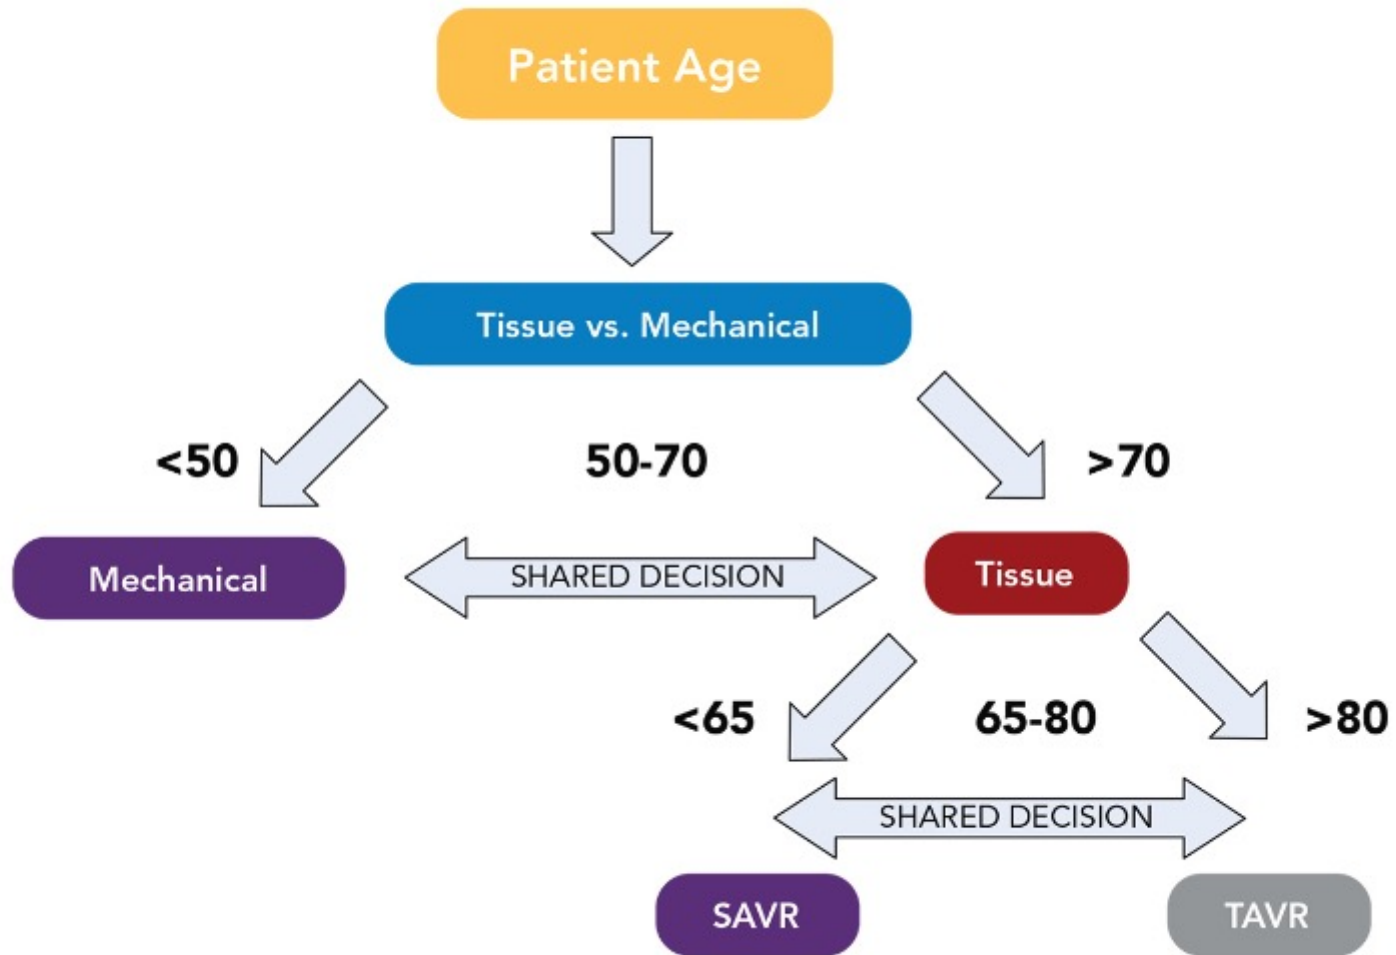 Patient Age
Tissue vs. Mechanical
<50
50-70
>70
Mechanical
SHARED DECISION
Tissue
<65
65-80
>80
SHARED DECISION
SAVR
TAVR